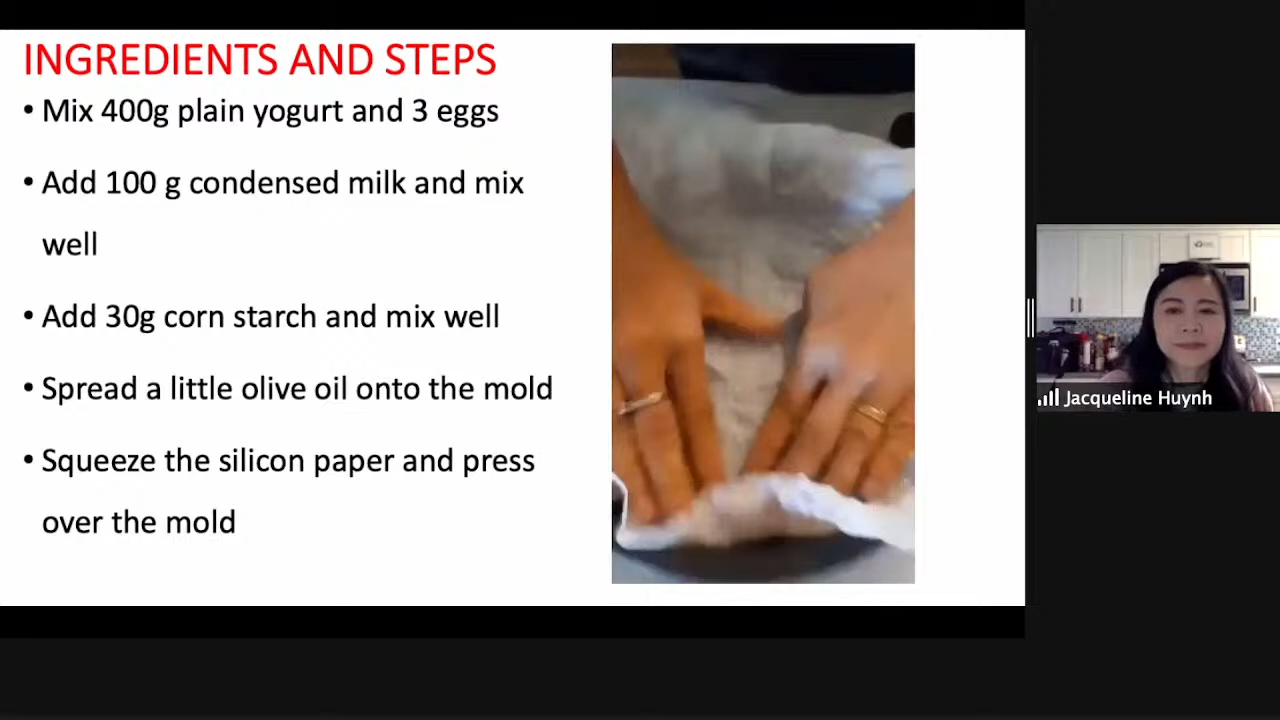 INGREDIENTS AND STEPS
• Mix 400g plain yogurt and 3 eggs
• Add 100 g condensed milk and mix
well
• Add 30g corn starch and mix well
• Spread a little olive oil onto the mold
• Squeeze the silicon paper and press
over the mold
Jacqueline Huynh